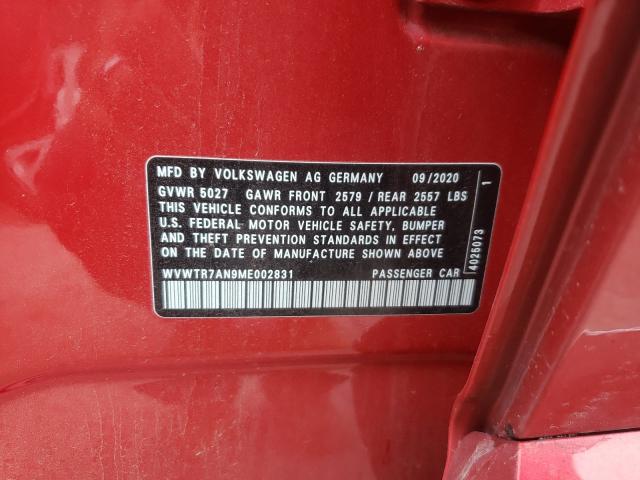 MFD BY VOLKSWAGEN AG GERMANY 09/2020
GVWR 5027 GAWR FRONT 2579 / REAR 2557 LBS
THIS VEHICLE CONFORMS TO ALL APPLICABLE
U.S. FEDERAL MOTOR VEHICLE SAFETY, BUMPER
AND THEFT PREVENTION STANDARDS IN EFFECT
ON THE DATE OF MANUFACTURE SHOWN ABOVE.
WVWTR7AN9ME002831 PASSENGER CAR
4025073 1